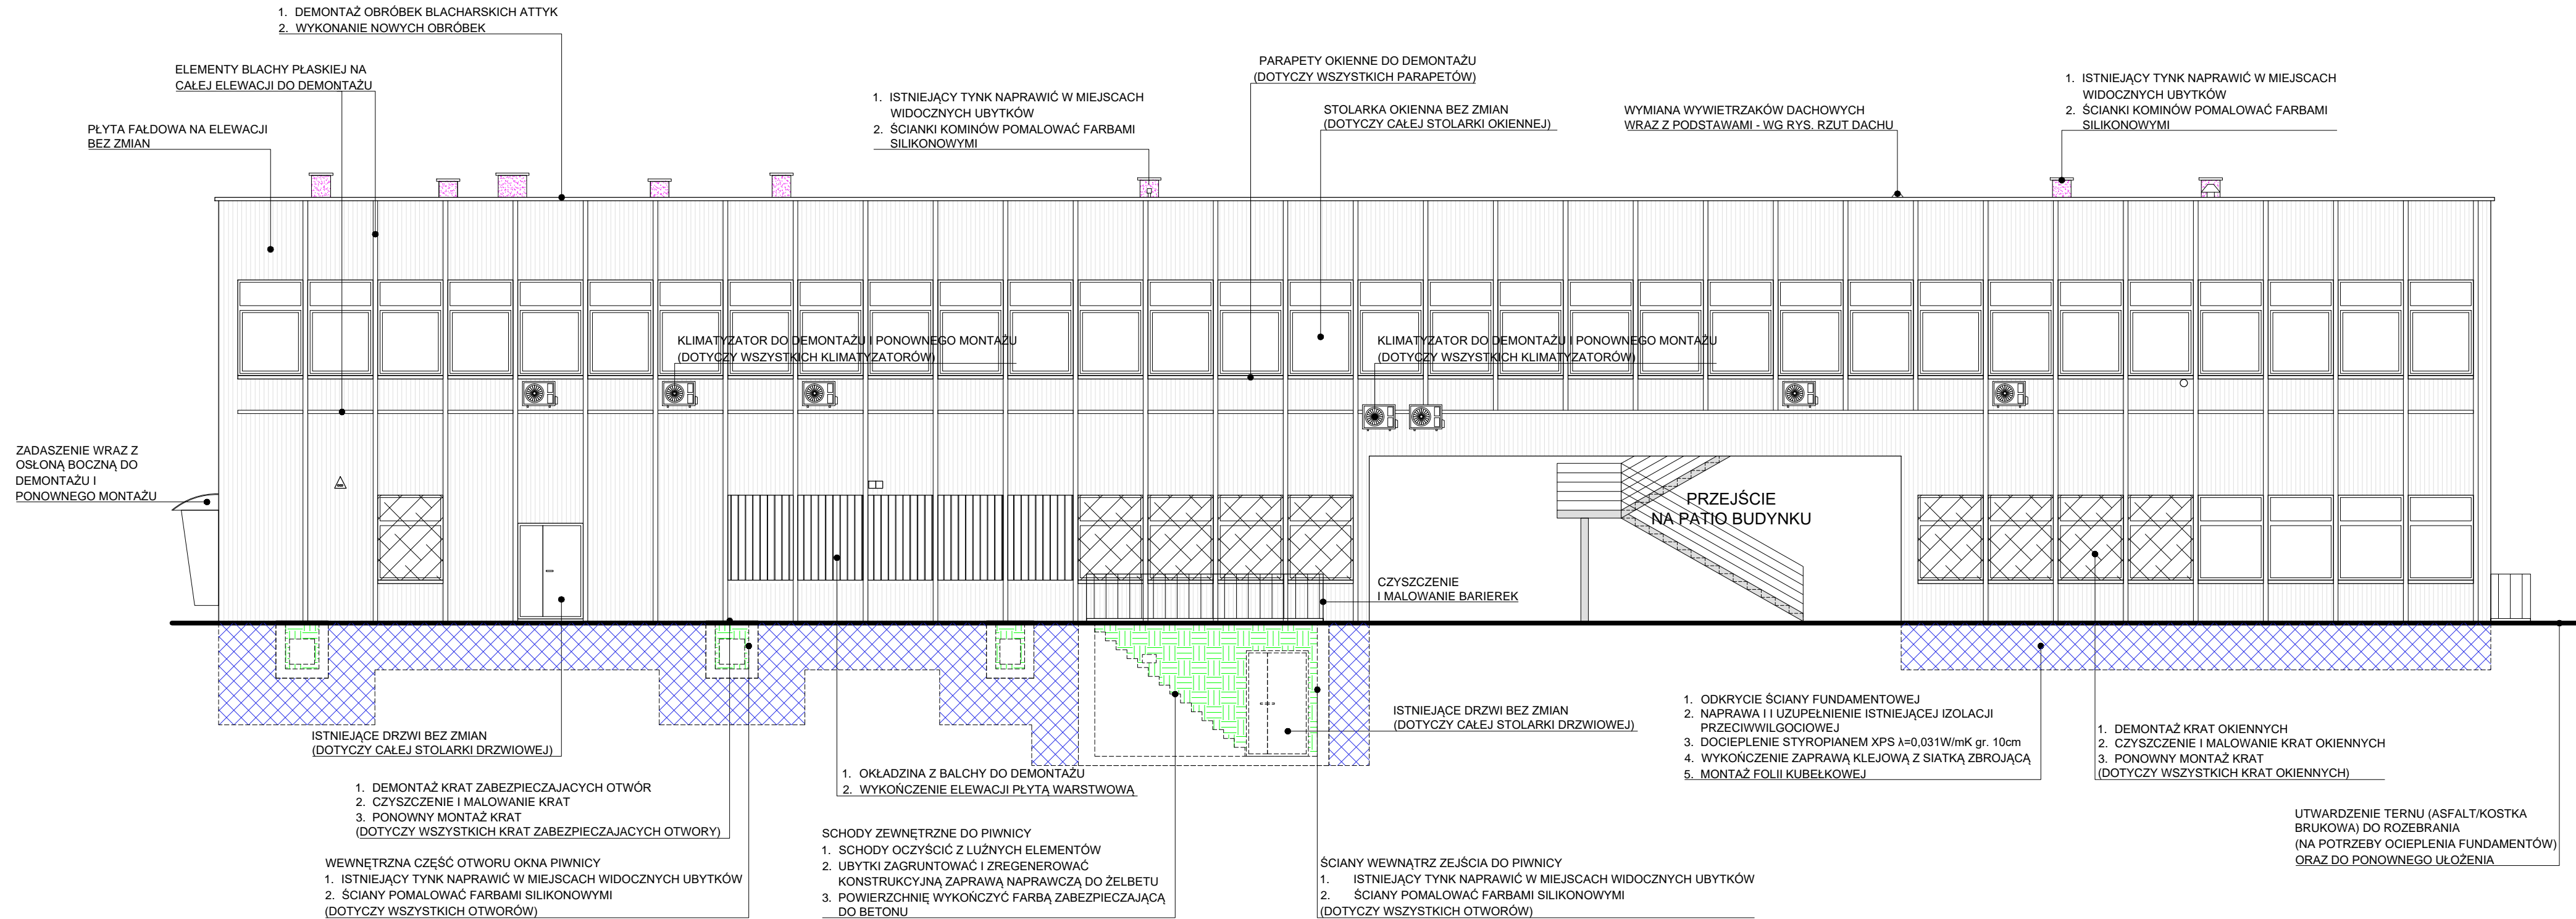 1. DEMONTAŻ OBRÓBEK BLACHARSKICH ATTYK
2. WYKONANIE NOWYCH OBRÓBEK
ELEMENTY BLACHY PŁASKIEJ NA
CAŁEJ ELEWACJI DO DEMONTAŻU
PŁYTA FAŁDOWA NA ELEWACJI
BEZ ZMIAN
1. ISTNIEJĄCY TYNK NAPRAWIĆ W MIEJSCACH
WIDOCZNYCH UBYTKÓW
2. ŚCIANKI KOMINÓW POMALOWAĆ FARBAMI
SILIKONOWYMI
PARAPETY OKIENNE DO DEMONTAŻU
(DOTYCZY WSZYSTKICH PARAPETÓW)
STOLARKA OKIENNA BEZ ZMIAN
(DOTYCZY CAŁEJ STOLARKI OKIENNEJ)
WYMIANA WYWIETRZAKÓW DACHOWYCH
WRAZ Z PODSTAWAMI - WG RYS. RZUT DACHU
1. ISTNIEJĄCY TYNK NAPRAWIĆ W MIEJSCACH
WIDOCZNYCH UBYTKÓW
2. ŚCIANKI KOMINÓW POMALOWAĆ FARBAMI
SILIKONOWYMI
KLIMATYZATOR DO DEMONTAŻU I PONOWNEGO MONTAŻU
(DOTYCZY WSZYSTKICH KLIMATYZATORÓW)
KLIMATYZATOR DO DEMONTAŻU I PONOWNEGO MONTAŻU
(DOTYCZY WSZYSTKICH KLIMATYZATORÓW)
ZADASZENIE WRAZ Z
OSŁONĄ BOCZNĄ DO
DEMONTAŻU I
PONOWNEGO MONTAŻU
PRZEJŚCIE
NA PATIO BUDYNKU
CZYSZCZENIE
I MALOWANIE BARIEREK
ISTNIEJĄCE DRZWI BEZ ZMIAN
(DOTYCZY CAŁEJ STOLARKI DRZWIOWEJ)
1. DEMONTAŻ KRAT ZABEZPIECZAJACYCH OTWÓR
2. CZYSZCZENIE I MALOWANIE KRAT
3. PONOWNY MONTAŻ KRAT
(DOTYCZY WSZYSTKICH KRAT ZABEZPIECZAJACYCH OTWORY)
WEWNĘTRZNA CZĘŚĆ OTWORU OKNA PIWNICY
1. ISTNIEJĄCY TYNK NAPRAWIĆ W MIEJSCACH WIDOCZNYCH UBYTKÓW
2. ŚCIANY POMALOWAĆ FARBAMI SILIKONOWYMI
(DOTYCZY WSZYSTKICH OTWORÓW)
1. OKŁADZINA Z BALCHY DO DEMONTAŻU
2. WYKOŃCZENIE ELEWACJI PŁYTĄ WARSTWOWĄ
SCHODY ZEWNĘTRZNE DO PIWNICY
1. SCHODY OCZYŚCIĆ Z LUŹNYCH ELEMENTÓW
2. UBYTKI ZAGRUNTOWAĆ I ZREGENEROWAĆ
KONSTRUKCYJNĄ ZAPRAWĄ NAPRAWCZĄ DO ŻELBETU
3. POWIERZCHNIĘ WYKOŃCZYĆ FARBĄ ZABEZPIECZAJĄCĄ
DO BETONU
ISTNIEJĄCE DRZWI BEZ ZMIAN
(DOTYCZY CAŁEJ STOLARKI DRZWIOWEJ)
ŚCIANY WEWNĄTRZ ZEJŚCIA DO PIWNICY
1. ISTNIEJĄCY TYNK NAPRAWIĆ W MIEJSCACH WIDOCZNYCH UBYTKÓW
2. ŚCIANY POMALOWAĆ FARBAMI SILIKONOWYMI
(DOTYCZY WSZYSTKICH OTWORÓW)
1. ODKRYCIE ŚCIANY FUNDAMENTOWEJ
2. NAPRAWA I I UZUPEŁNIENIE ISTNIEJĄCEJ IZOLACJI
PRZECIWWILGOCIOWEJ
3. DOCIEPLENIE STYROPIANEM XPS λ=0,031W/mK gr. 10cm
4. WYKOŃCZENIE ZAPRAWĄ KLEJOWĄ Z SIATKĄ ZBROJĄCĄ
5. MONTAŻ FOLII KUBEŁKOWEJ
1. DEMONTAŻ KRAT OKIENNYCH
2. CZYSZCZENIE I MALOWANIE KRAT OKIENNYCH
3. PONOWNY MONTAŻ KRAT
(DOTYCZY WSZYSTKICH KRAT OKIENNYCH)
UTWARDZENIE TERNU (ASFALT/KOSTKA
BRUKOWA) DO ROZEBRANIA
(NA POTRZEBY OCIEPLENIA FUNDAMENTÓW)
ORAZ DO PONOWNEGO UŁOŻENIA